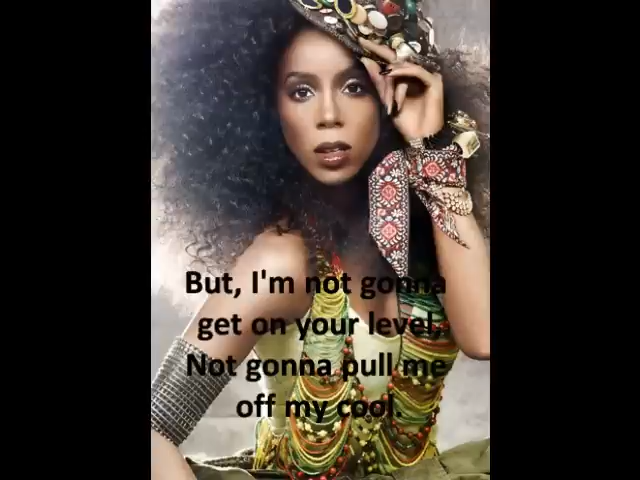 But, I'm not gonna
get on your level,
Not gonna pull me
off my cool.